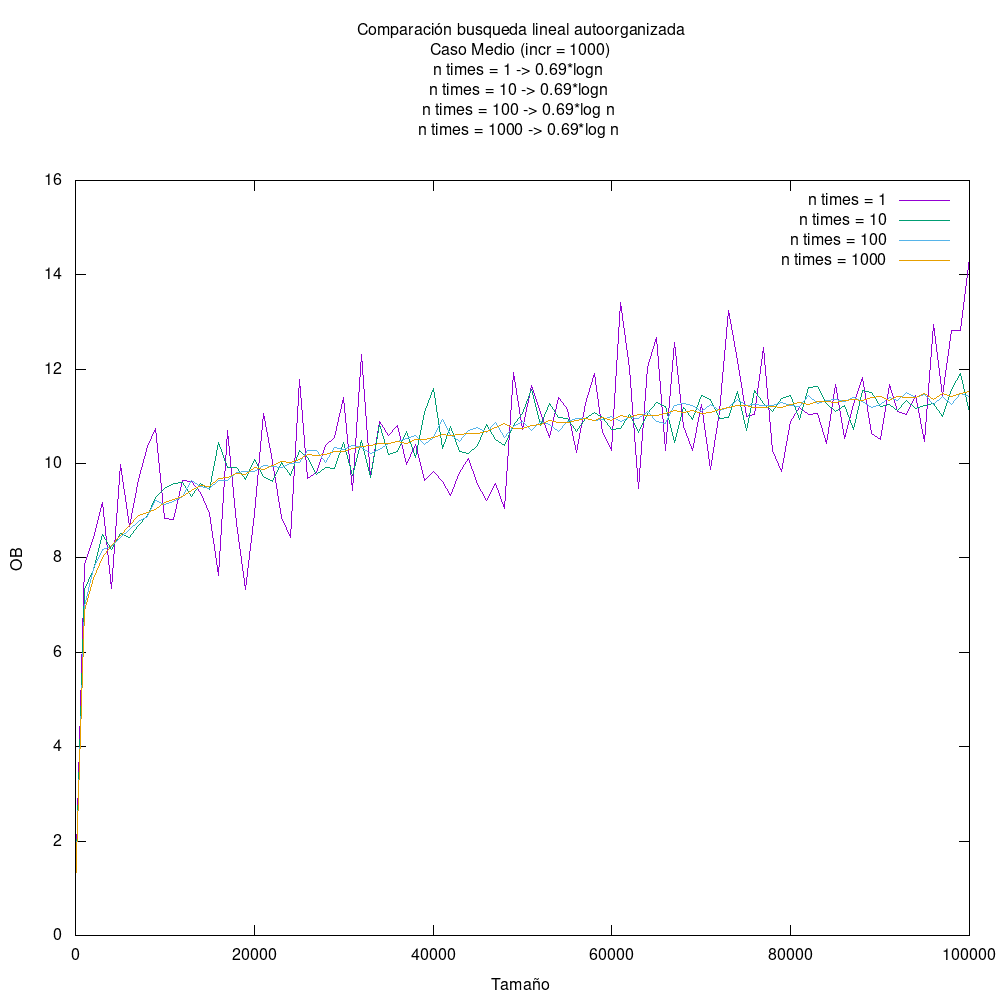 Comparación busqueda lineal autoorganizada
Caso Medio (incr = 1000)
n times = 1 -> 0.69*logn
n times = 10 -> 0.69*logn
n times = 100 -> 0.69*log n
n times = 1000 -> 0.69*log n
16
14
12
10
8
6
4
2
0
OB
n times = 1
n times = 10
n times = 100
n times = 1000
0
20000
40000
60000
80000
100000
Tamaño